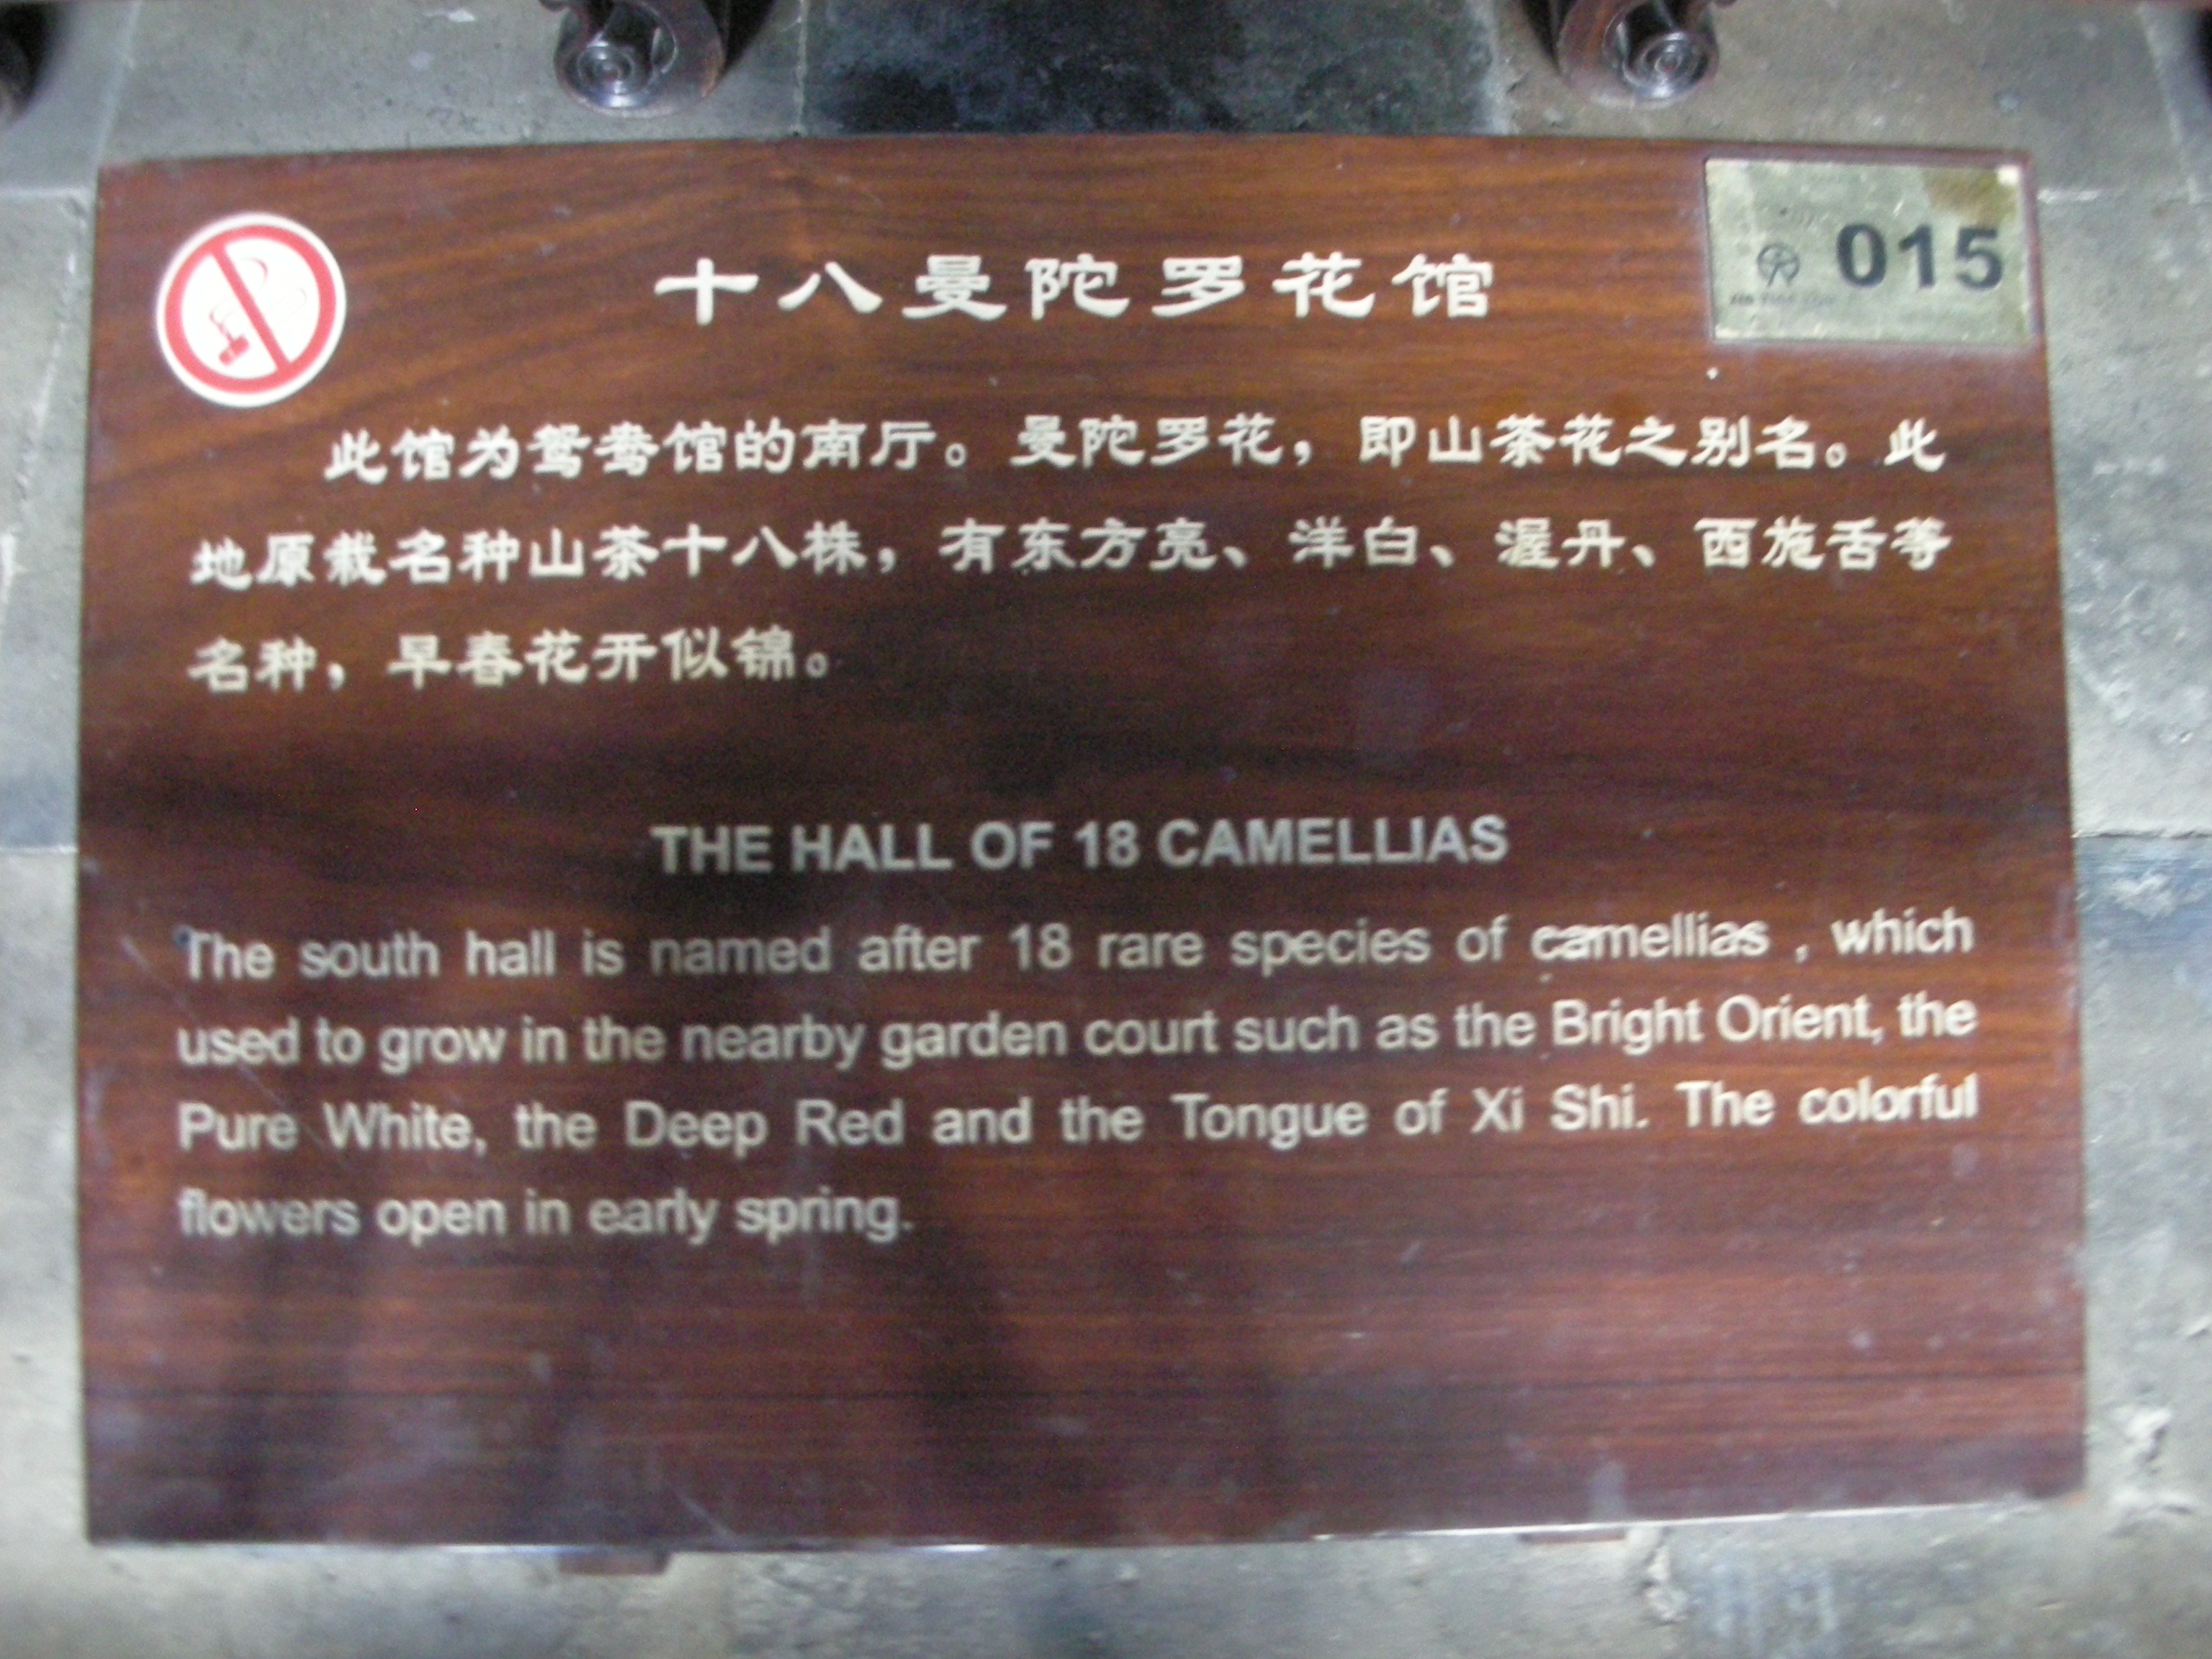 十八曼陀罗花馆
015
此馆为鸳鸯馆的南厅。曼陀罗花，即山茶花之别名。此
地原栽名种山茶十八株，有东方亮、洋白、渥丹、西施舌等
名种，早春花开似锦。
THE HALL OF 18 CAMELLIAS
The south hall is named after 18 rare species of camellias , which
used to grow in the nearby garden court such as the Bright Orient, the
Pure White, the Deep Red and the Tongue of Xi Shi. The colorful
flowers open in early spring.